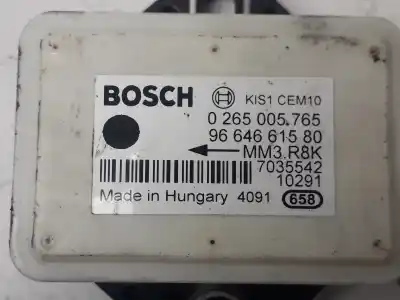 BOSCH KIS1 CEM10
0 265 005.765
96 646 615 80
MM3.R8K
7035542
10291
Made in Hungary 4091 658